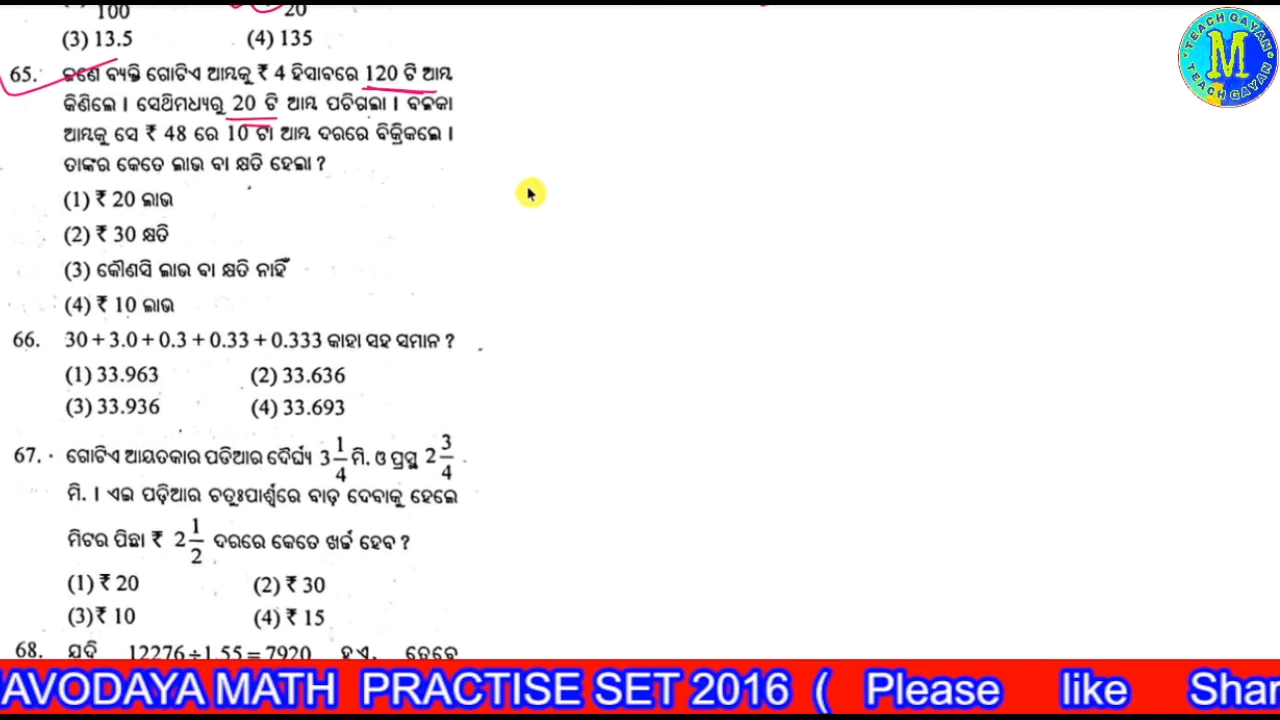 100
20
(3) 13.5 (4) 135
65. ଜଣେ ବ୍ୟକ୍ତି ଗୋଟିଏ ଆମ୍ଭକୁ ₹ 4 ହିସାବରେ 120 ଟି ଆମ୍ଭ
କିଣିଲେ । ସେଥିମଧ୍ୟରୁ 20 ଟି ଆମ୍ଭ ପଚିଗଲା । ବଳକା
ଆମ୍ଭକୁ ସେ ₹ 48 ରେ 10 ଟା ଆମ୍ଭ ଦରରେ ବିକ୍ରିକଲେ ।
ତାଙ୍କର କେତେ ଲାଭ ବା କ୍ଷତି ହେଲା ?
(1) ₹ 20 ଲାଭ
(2) ₹ 30 କ୍ଷତି
(3) କୌଣସି ଲାଭ ବା କ୍ଷତି ନାହିଁ
(4) ₹ 10 ଲାଭ
66. 30 + 3.0 + 0.3 + 0.33 + 0.333 କାହା ସହ ସମାନ ?
(1) 33.963 (2) 33.636
(3) 33.936 (4) 33.693
67. ଗୋଟିଏ ଆୟତକାର ପଡିଆର ଦୈର୍ଘ୍ୟ 3 1/4 ମି. ଓ ପ୍ରସ୍ଥ 2 3/4
ମି. । ଏଇ ପଡ଼ିଆର ଚତୁଃପାର୍ଶ୍ୱରେ ବାଡ଼ ଦେବାକୁ ହେଲେ
ମିଟର ପିଛା ₹ 2 1/2 ଦରରେ କେତେ ଖର୍ଚ୍ଚ ହେବ ?
(1) ₹ 20 (2) ₹ 30
(3) ₹ 10 (4) ₹ 15
68. ଯଦି 12276 ÷ 1.55 = 7920 ହୁଏ, ତେବେ
AVODAYA MATH PRACTISE SET 2016 ( Please like Shar
TEACH GAYAN
M
TEACH GAYAN